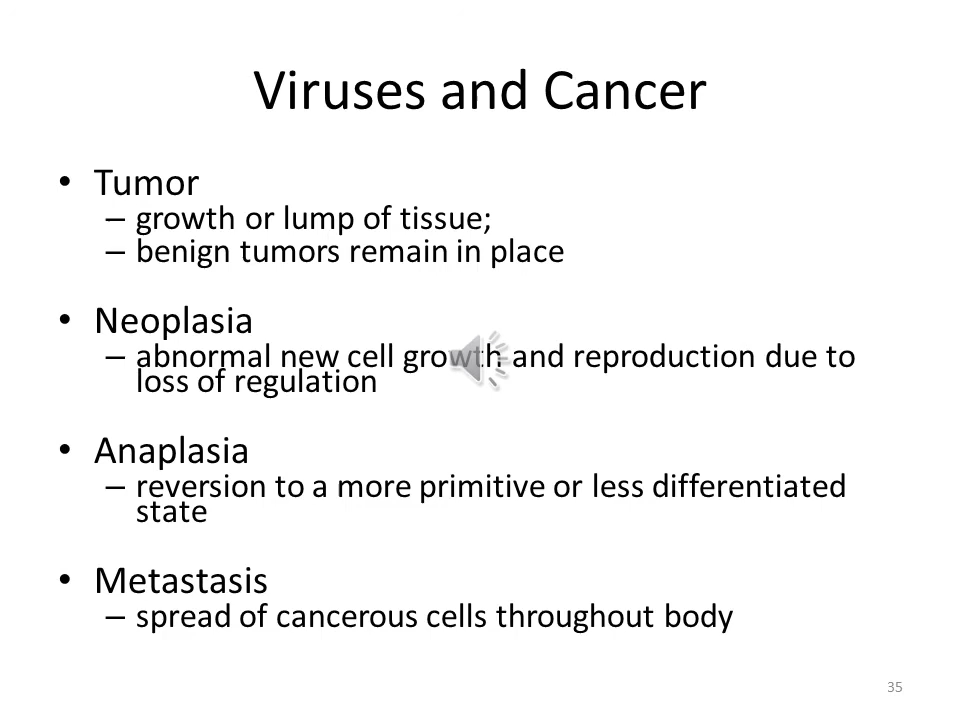 Viruses and Cancer
• Tumor
– growth or lump of tissue;
– benign tumors remain in place
• Neoplasia
– abnormal new cell growth and reproduction due to
loss of regulation
• Anaplasia
– reversion to a more primitive or less differentiated
state
• Metastasis
– spread of cancerous cells throughout body
35